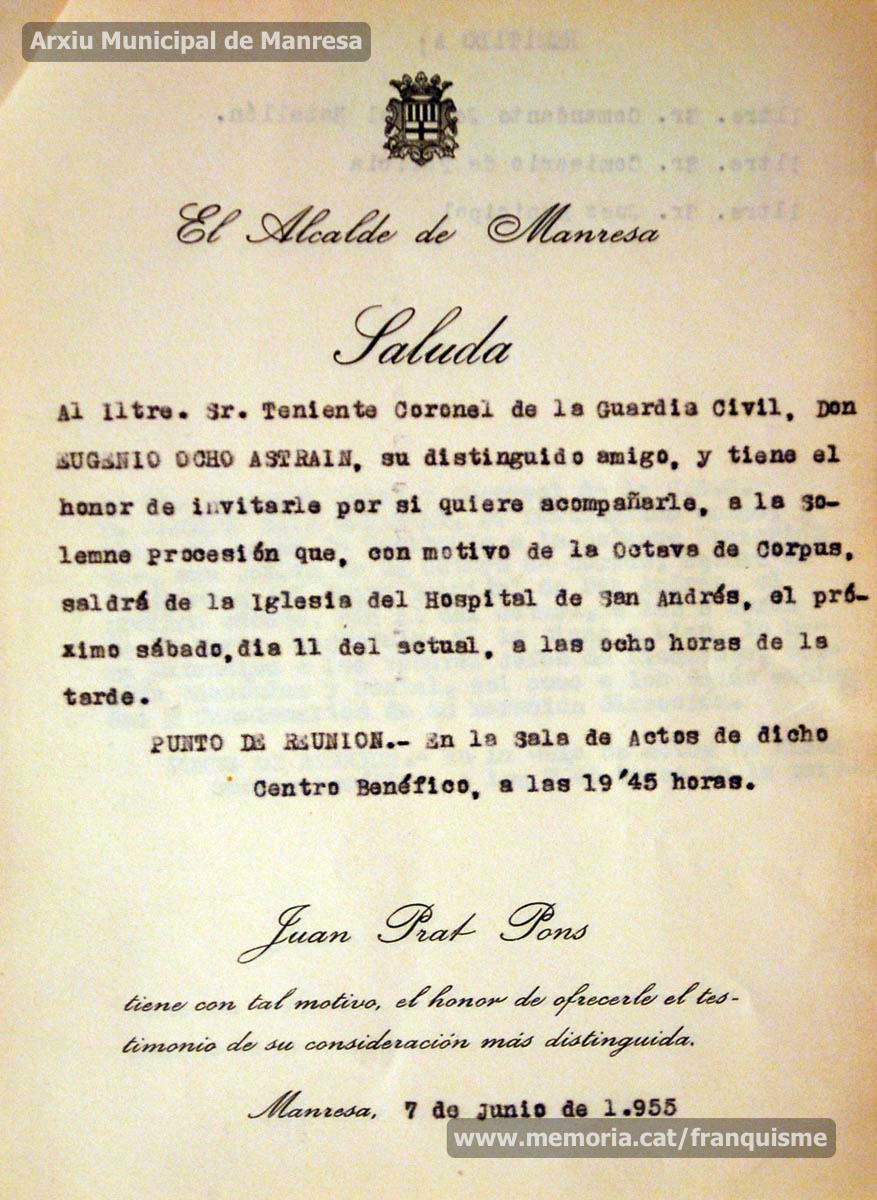 Arxiu Municipal de Manresa
El Alcalde de Manresa
Saluda
Al Iltre. Sr. Teniente Coronel de la Guardia Civil, Don
EUGENIO OCHO ASTRAIN, su distinguido amigo, y tiene el
honor de invitarle por si quiere acompañarle, a la so-
lemne procesión que, con motivo de la Octava de Corpus,
saldrá de la Iglesia del Hospital de San Andrés, el pró-
ximo sábado, dia 11 del actual, a las ocho horas de la
tarde.
PUNTO DE REUNION.- En la Sala de Actos de dicho
Centro Benéfico, a las 19'45 horas.
Juan Prat Pons
tiene con tal motivo, el honor de ofrecerle el tes-
timonio de su consideración más distinguida.
Manresa, 7 de junio de 1.955
www.memoria.cat/franquisme